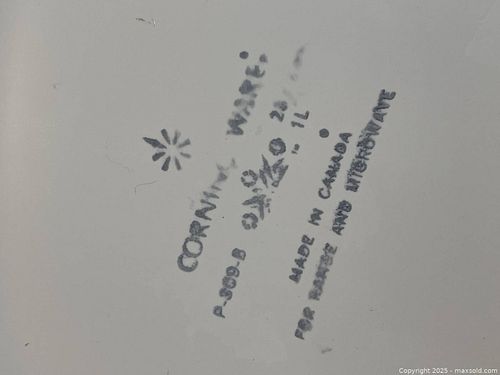 CORNING WARE.
P-309-B 1L
MADE IN CANADA
FOR RANGE AND MICROWAVE
Copyright © 2025 - maxsold.com